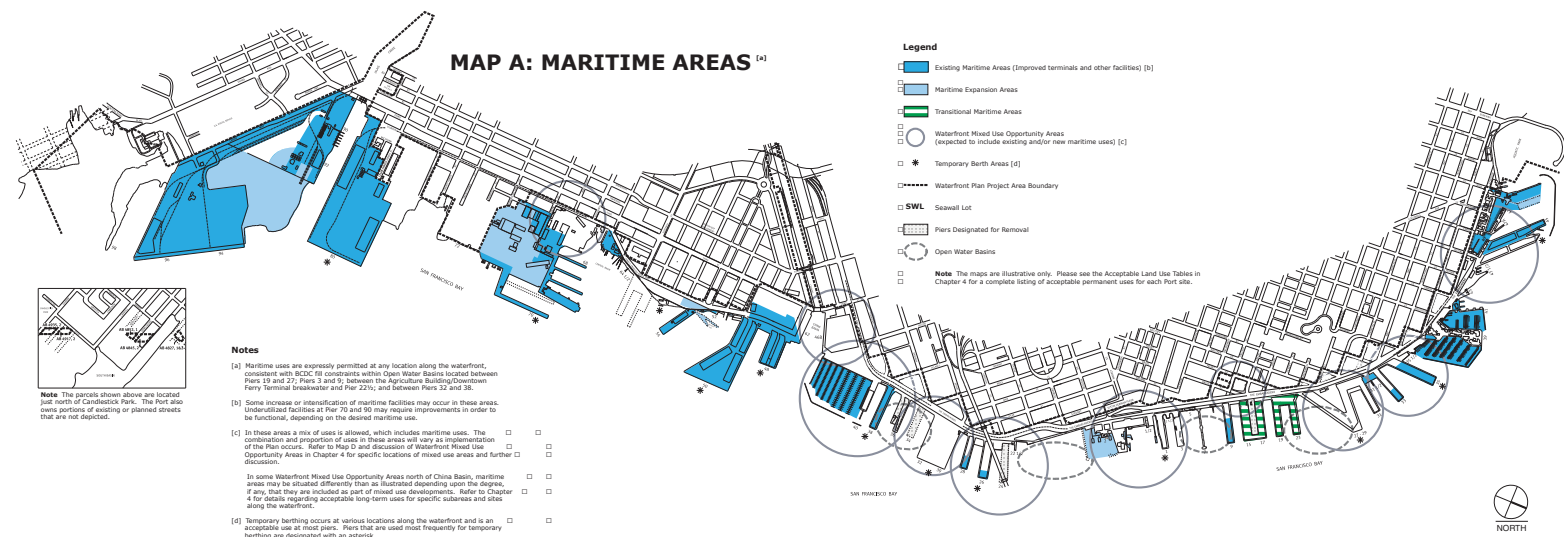 MAP A: MARITIME AREAS [a]
Legend
Existing Maritime Areas (Improved terminals and other facilities) [b]
Maritime Expansion Areas
Transitional Maritime Areas
Waterfront Mixed Use Opportunity Areas
(expected to include existing and/or new maritime uses) [c]
Temporary Berth Areas [d]
Waterfront Plan Project Area Boundary
SWL Seawall Lot
Piers Designated for Removal
Open Water Basins
Note The maps are illustrative only. Please see the Acceptable Land Use Tables in
Chapter 4 for a complete listing of acceptable permanent uses for each Port site.
SAN FRANCISCO BAY
SAN FRANCISCO BAY
SAN FRANCISCO BAY
Note The parcels shown above are located
just north of Candlestick Park. The Port also
owns portions of existing or planned streets
that are not depicted.
Notes
[a] Maritime uses are expressly permitted at any location along the waterfront,
consistent with BCDC fill constraints within Open Water Basins located between
Piers 19 and 27; Piers 3 and 9; between the Agriculture Building/Downtown
Ferry Terminal breakwater and Pier 22½; and between Piers 32 and 38.
[b] Some increase or intensification of maritime facilities may occur in these areas.
Underutilized facilities at Pier 70 and 90 may require improvements in order to
be functional, depending on the desired maritime use.
[c] In these areas a mix of uses is allowed, which includes maritime uses. The
combination and proportion of uses in these areas will vary as implementation
of the Plan occurs. Refer to Map D and discussion of Waterfront Mixed Use
Opportunity Areas in Chapter 4 for specific locations of mixed use areas and further
discussion.
In some Waterfront Mixed Use Opportunity Areas north of China Basin, maritime
areas may be situated differently than as illustrated depending upon the degree,
if any, that they are included as part of mixed use developments. Refer to Chapter
4 for details regarding acceptable long-term uses for specific subareas and sites
along the waterfront.
[d] Temporary berthing occurs at various locations along the waterfront and is an
acceptable use at most piers. Piers that are used most frequently for temporary
berthing are designated with an asterisk.
NORTH